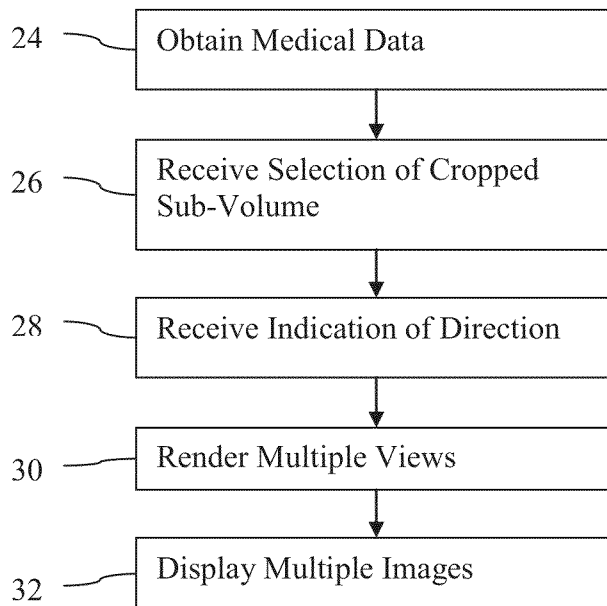 24
Obtain Medical Data
26
Receive Selection of Cropped
Sub-Volume
28
Receive Indication of Direction
30
Render Multiple Views
32
Display Multiple Images